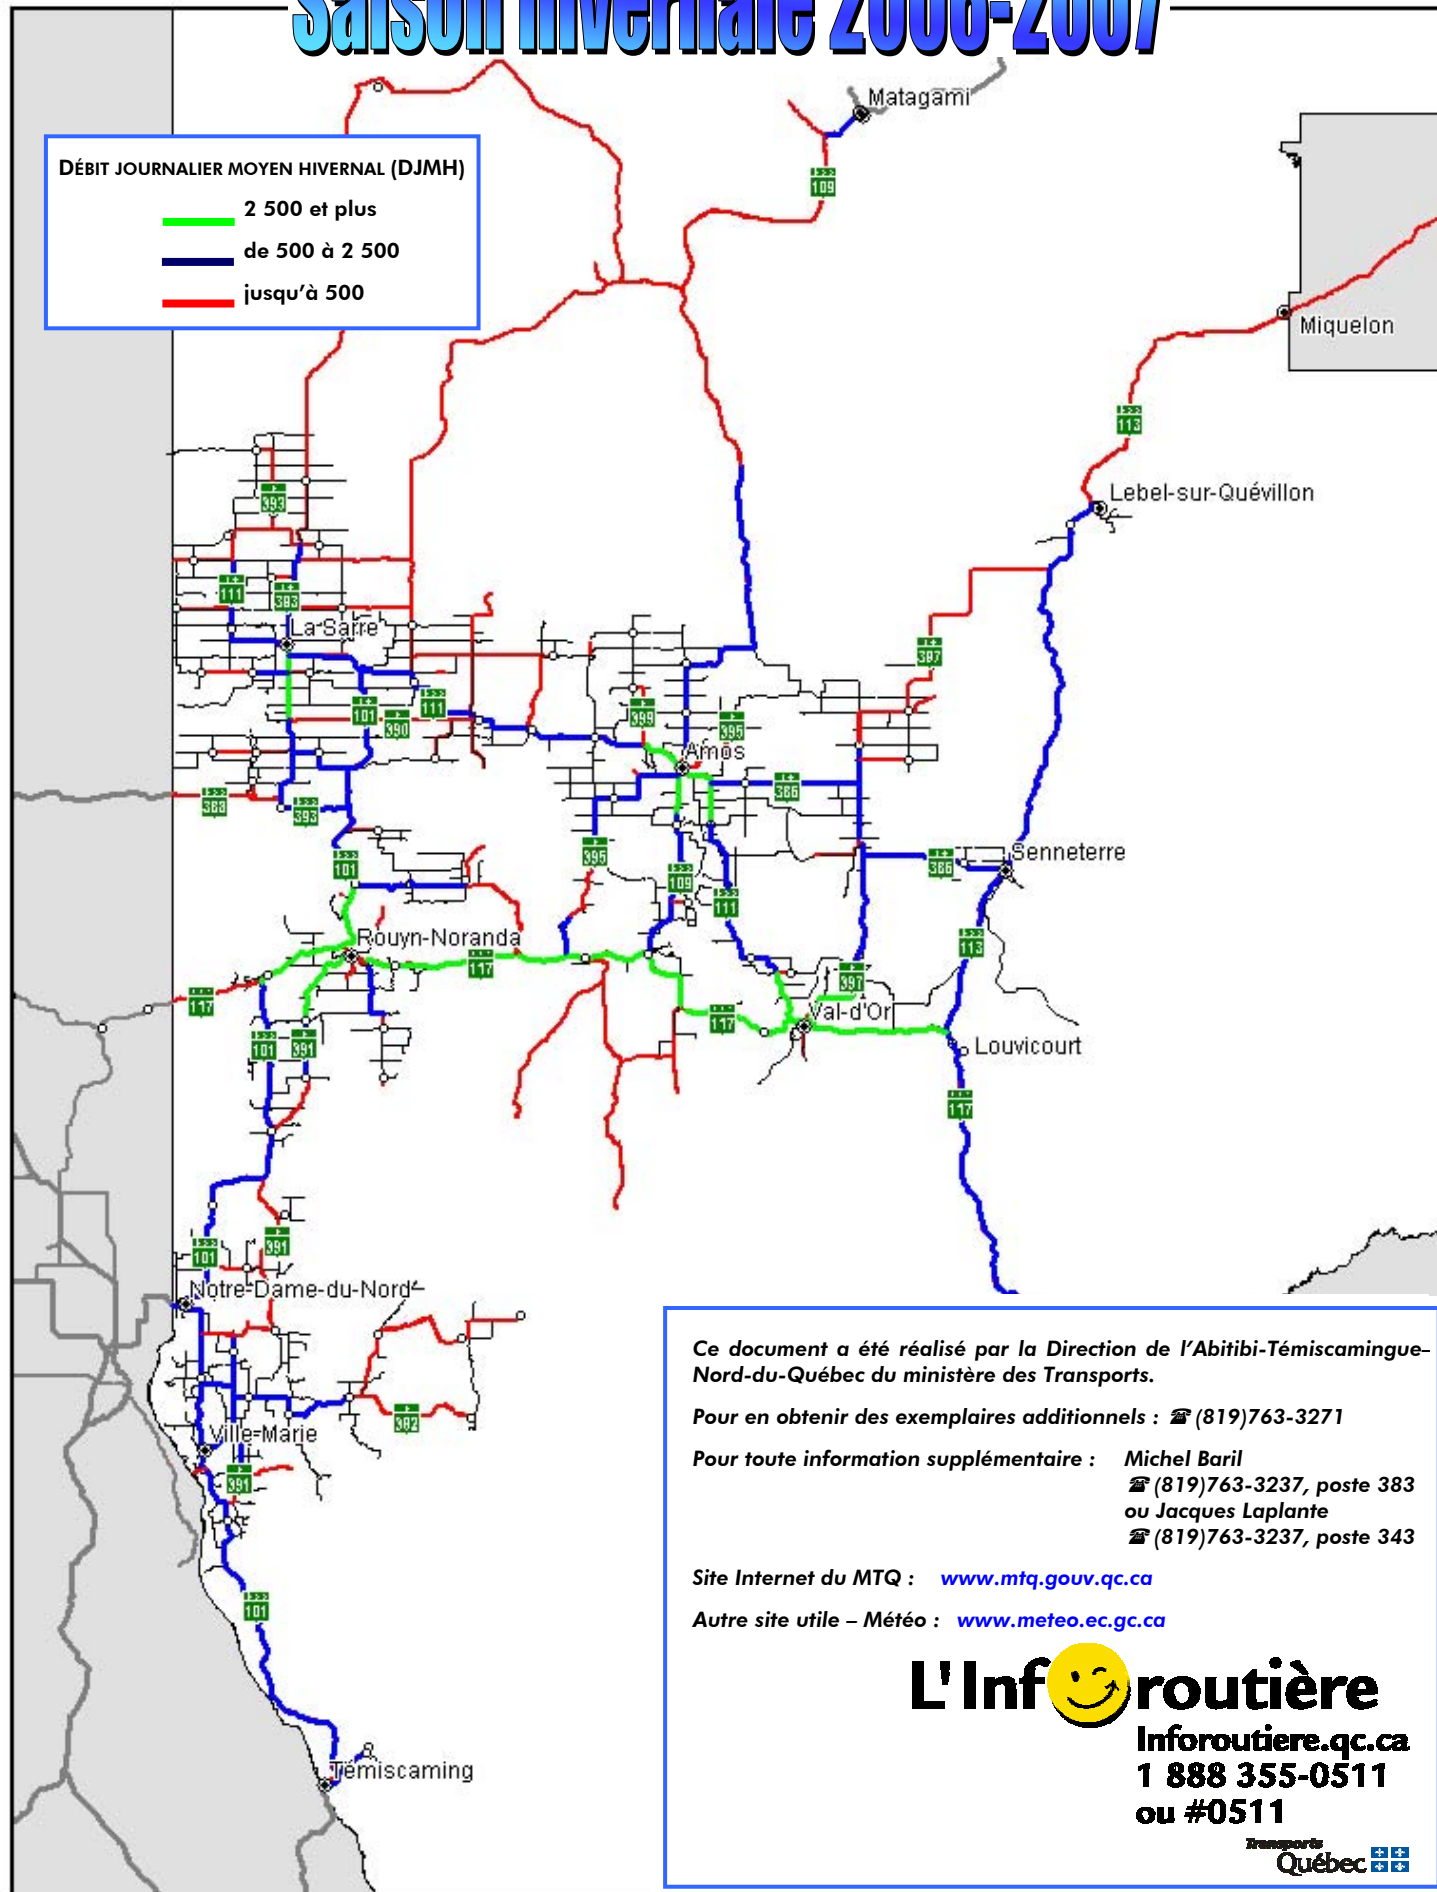 Saison hivernale 2006-2007
Matagami
DÉBIT JOURNALIER MOYEN HIVERNAL (DJMH)
2 500 et plus
de 500 à 2 500
jusqu'à 500
109
Miquelon
113
Lebel-sur-Quévillon
393
111
393
La Sarre
397
101
390
111
399
395
Amos
388
393
386
101
395
109
111
386
Senneterre
113
Rouyn-Noranda
117
117
397
117
Val-d'Or
101
391
Louvicourt
117
101
391
Notre-Dame-du-Nord
382
Ville-Marie
391
101
Témiscaming
Ce document a été réalisé par la Direction de l'Abitibi-Témiscamingue–
Nord-du-Québec du ministère des Transports.
Pour en obtenir des exemplaires additionnels : ☎ (819)763-3271
Pour toute information supplémentaire : Michel Baril
☎ (819)763-3237, poste 383
ou Jacques Laplante
☎ (819)763-3237, poste 343
Site Internet du MTQ : www.mtq.gouv.qc.ca
Autre site utile – Météo : www.meteo.ec.gc.ca
L'Inforoutière
Inforoutiere.qc.ca
1 888 355-0511
ou #0511
Transports
Québec